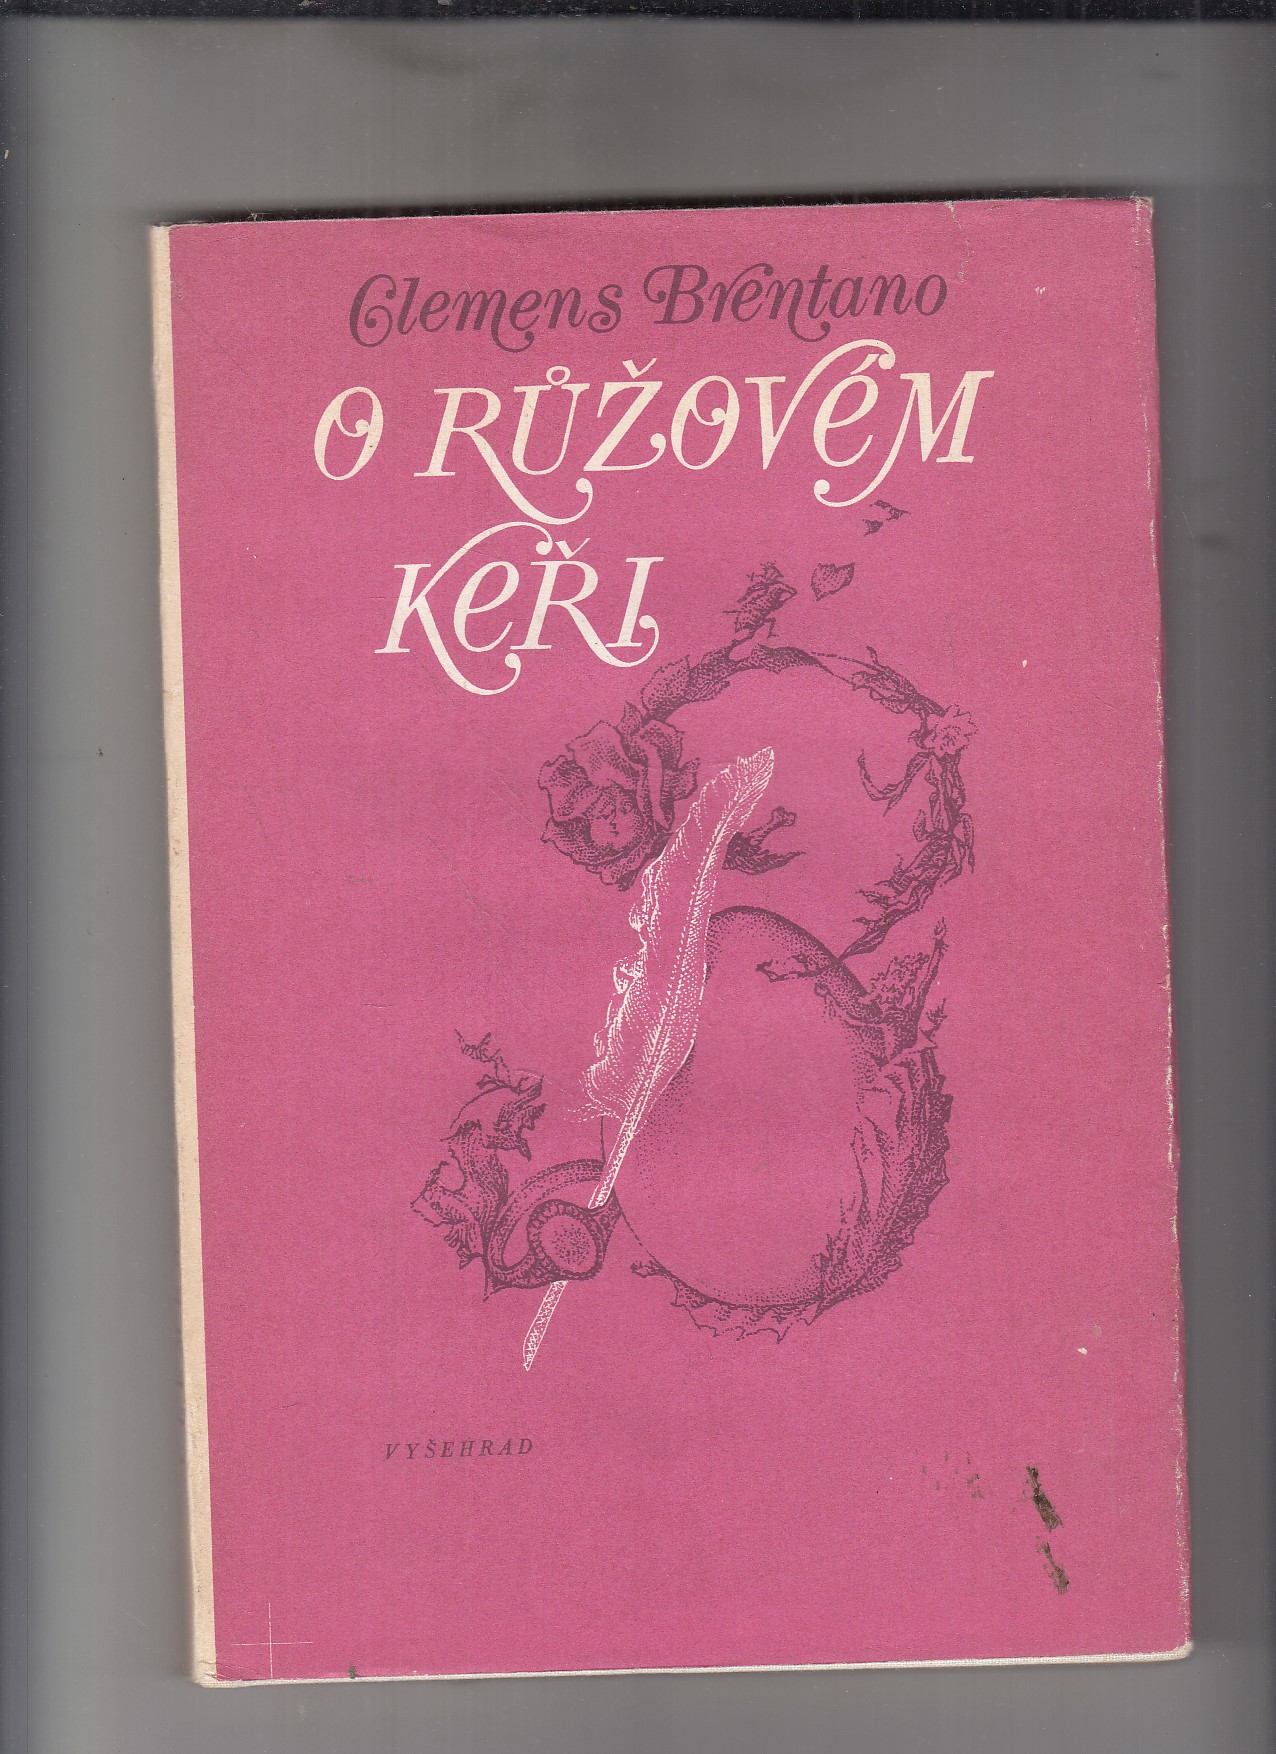 Clemens Brentano
O RŮŽOVÉM
KEŘI
VYŠEHRAD